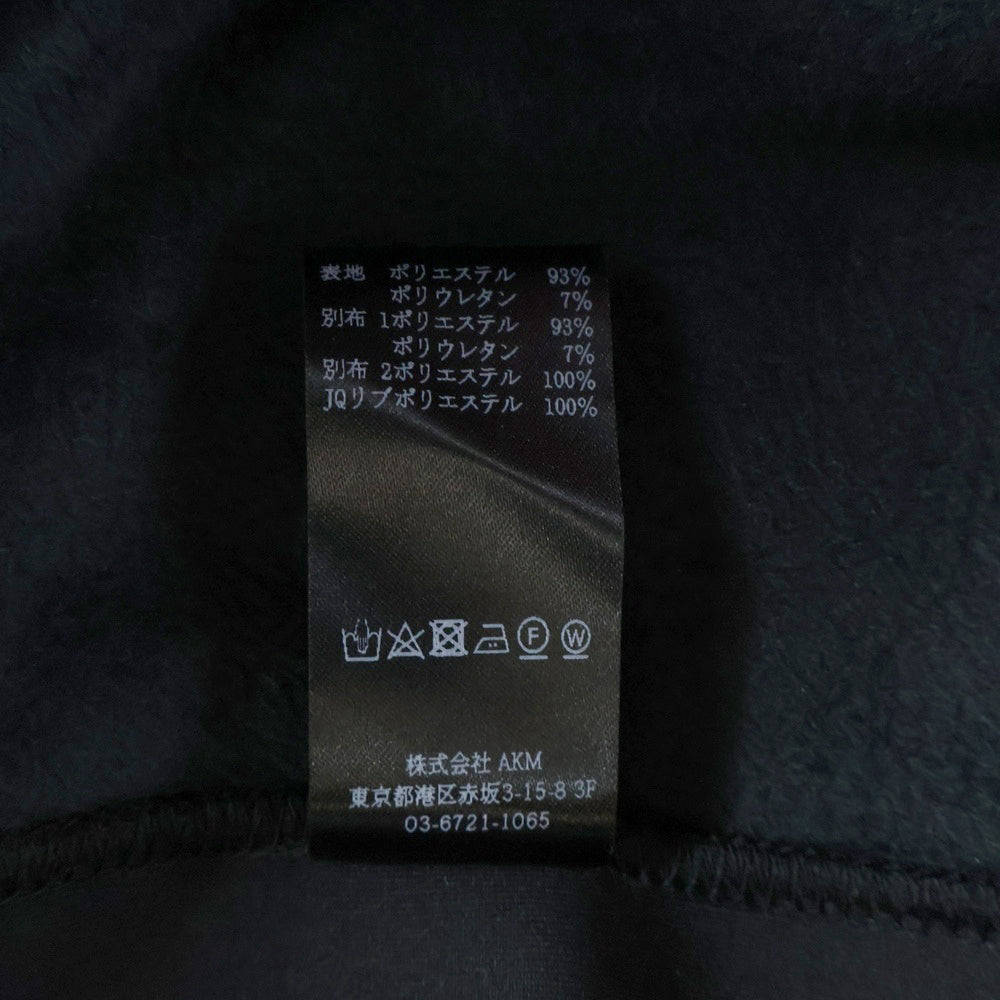 表地 ポリエステル 93%
ポリウレタン 7%
別布 1ポリエステル 93%
ポリウレタン 7%
別布 2ポリエステル 100%
JQリブポリエステル 100%
F W
株式会社 AKM
東京都港区赤坂3-15-8 3F
03-6721-1065